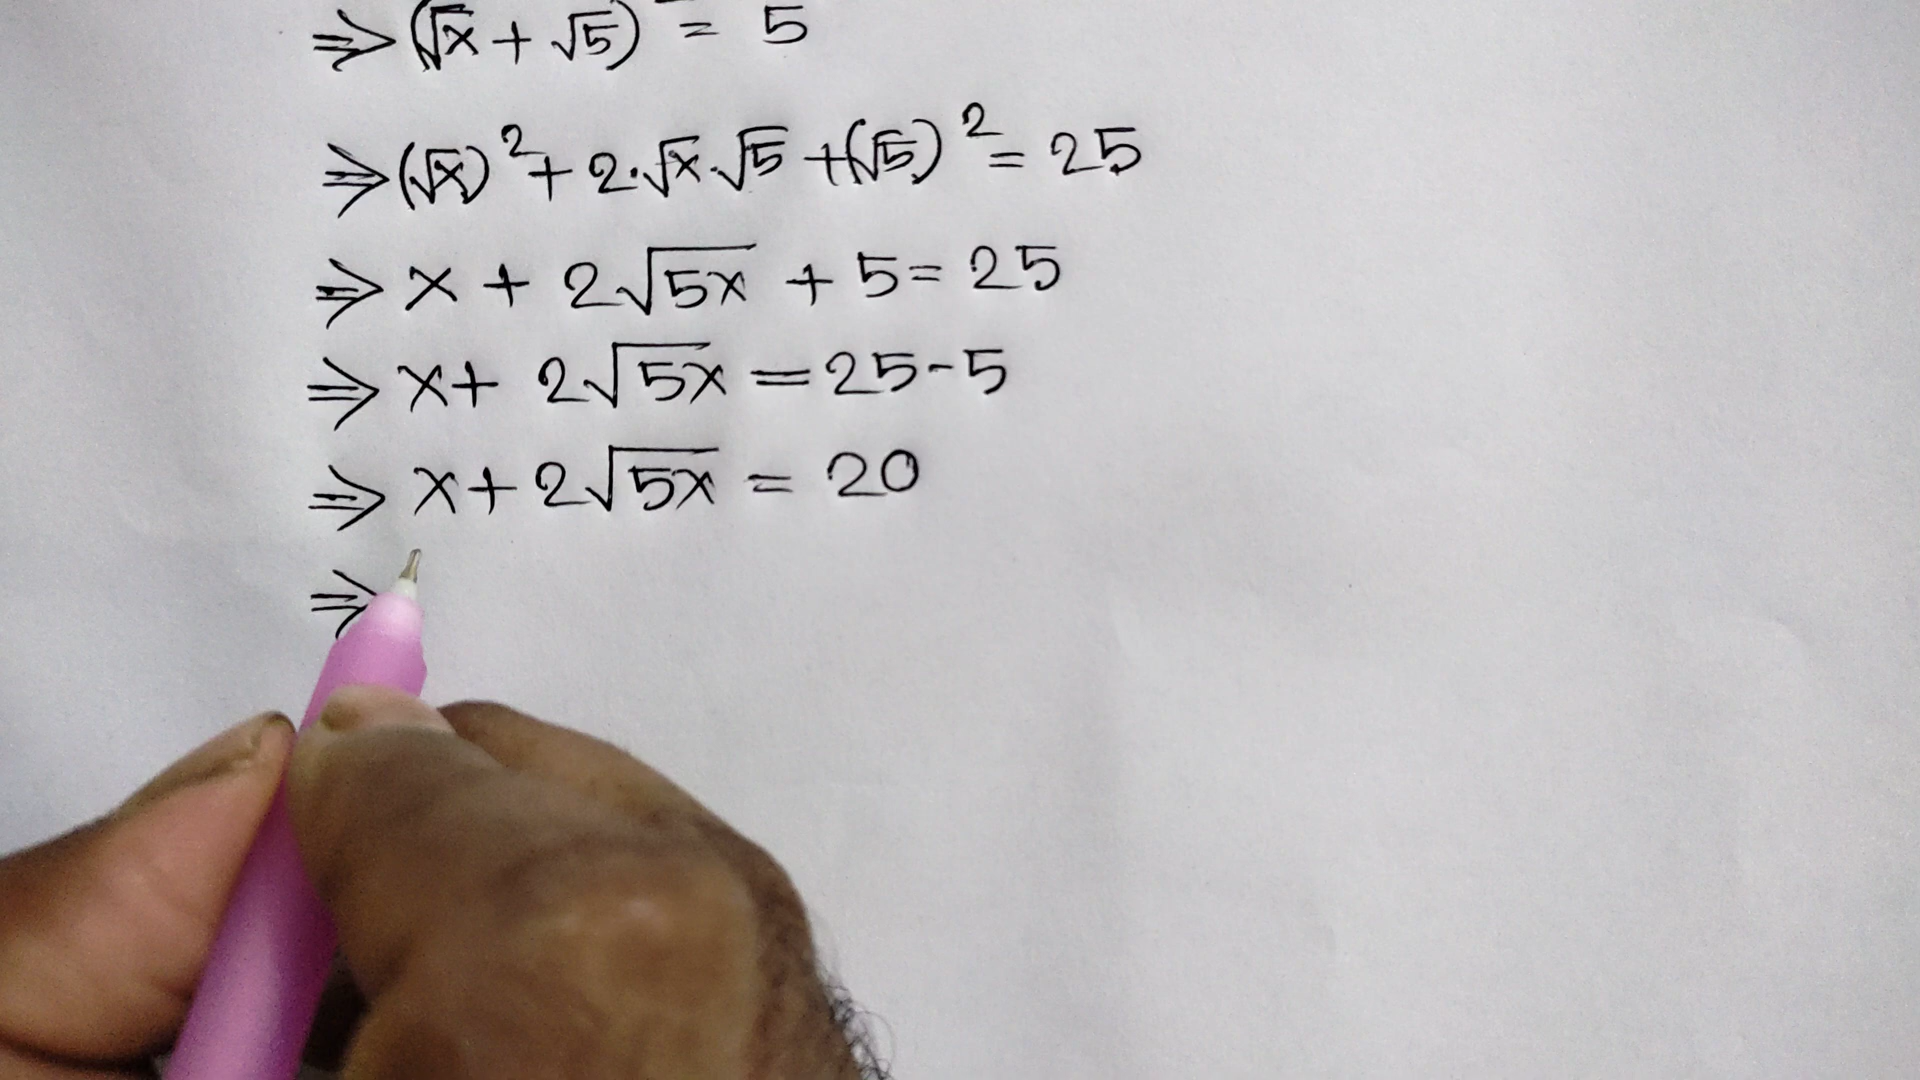 ⇒ (√x + √5) = 5
⇒ (√x)² + 2·√x·√5 + (√5)² = 25
⇒ x + 2√5x + 5 = 25
⇒ x + 2√5x = 25 - 5
⇒ x + 2√5x = 20
⇒